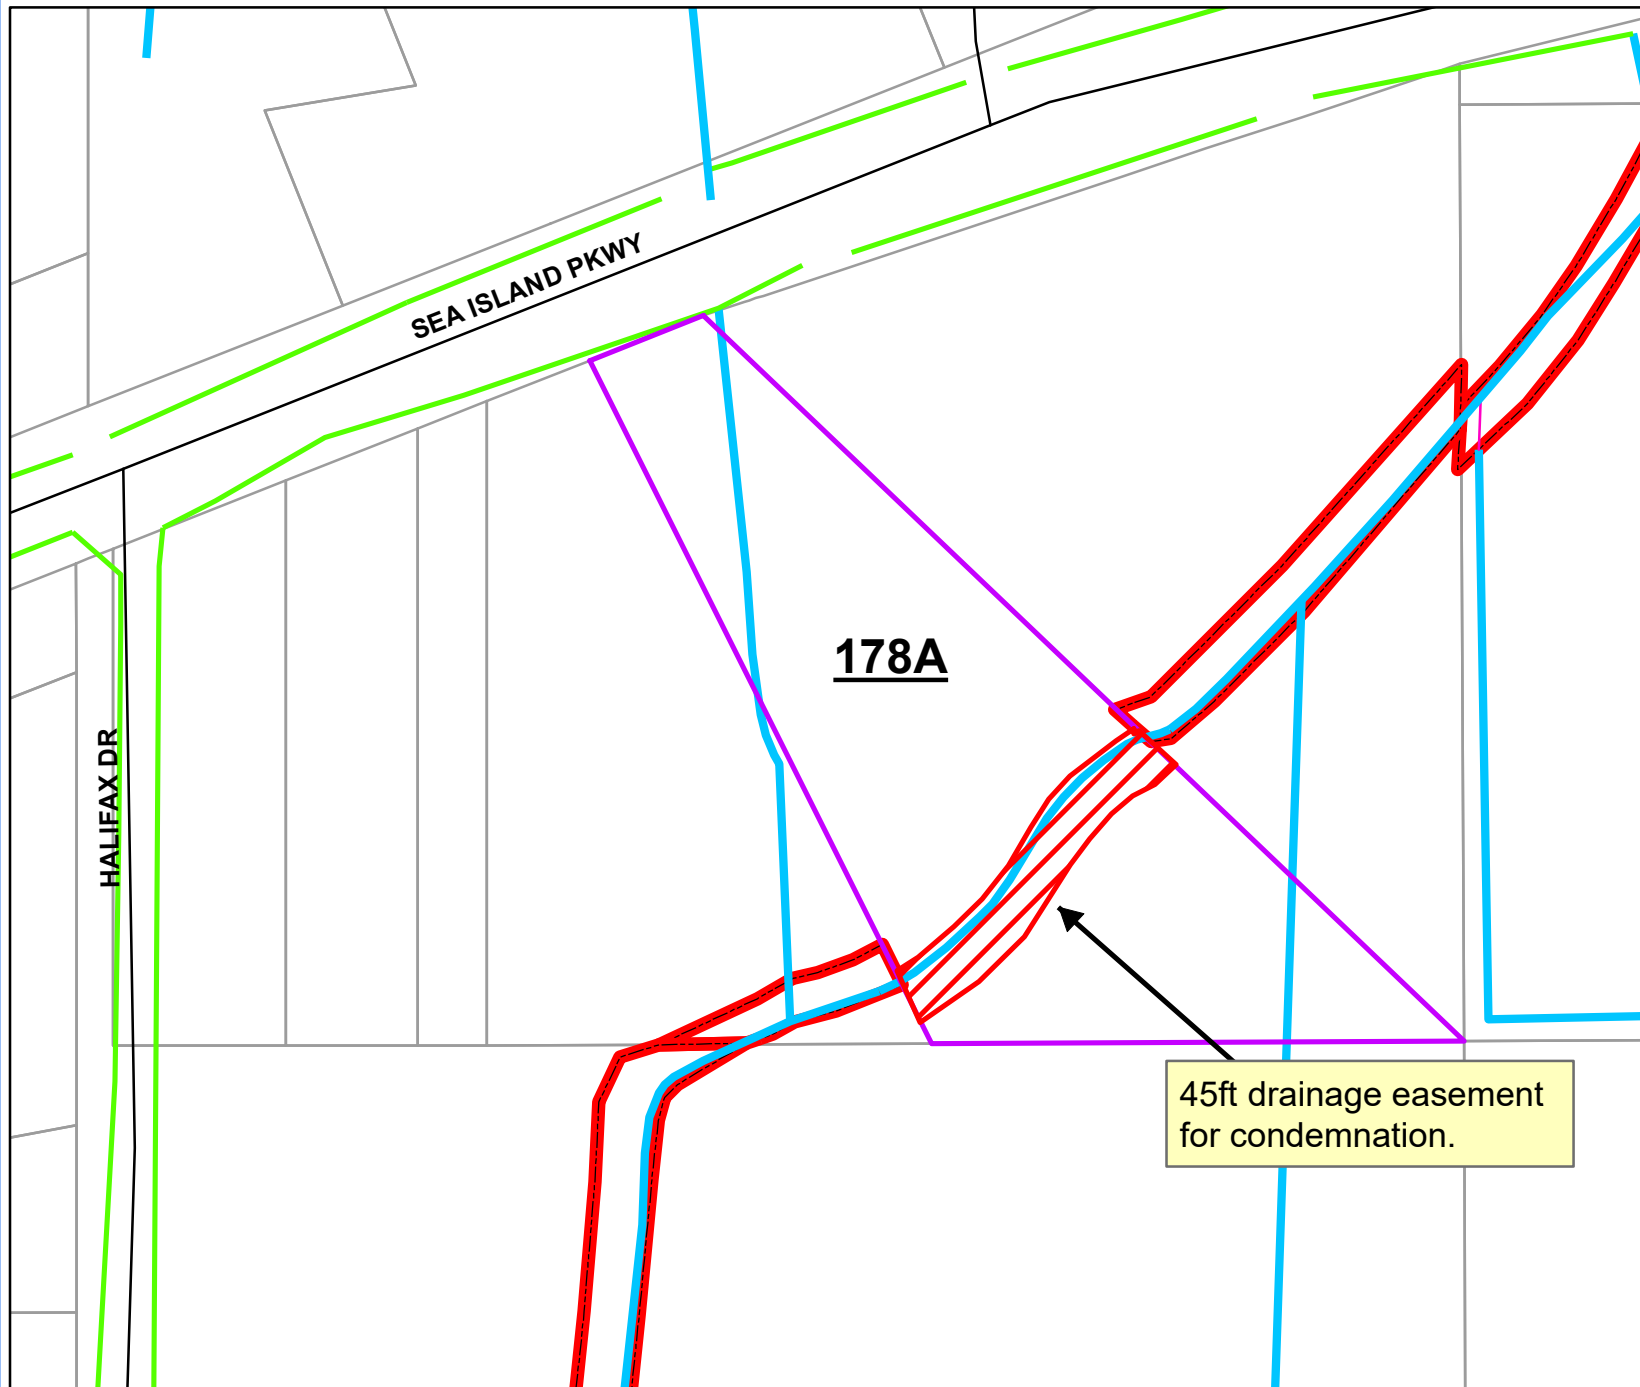 SEA ISLAND PKWY
178A
HALIFAX DR
45ft drainage easement
for condemnation.